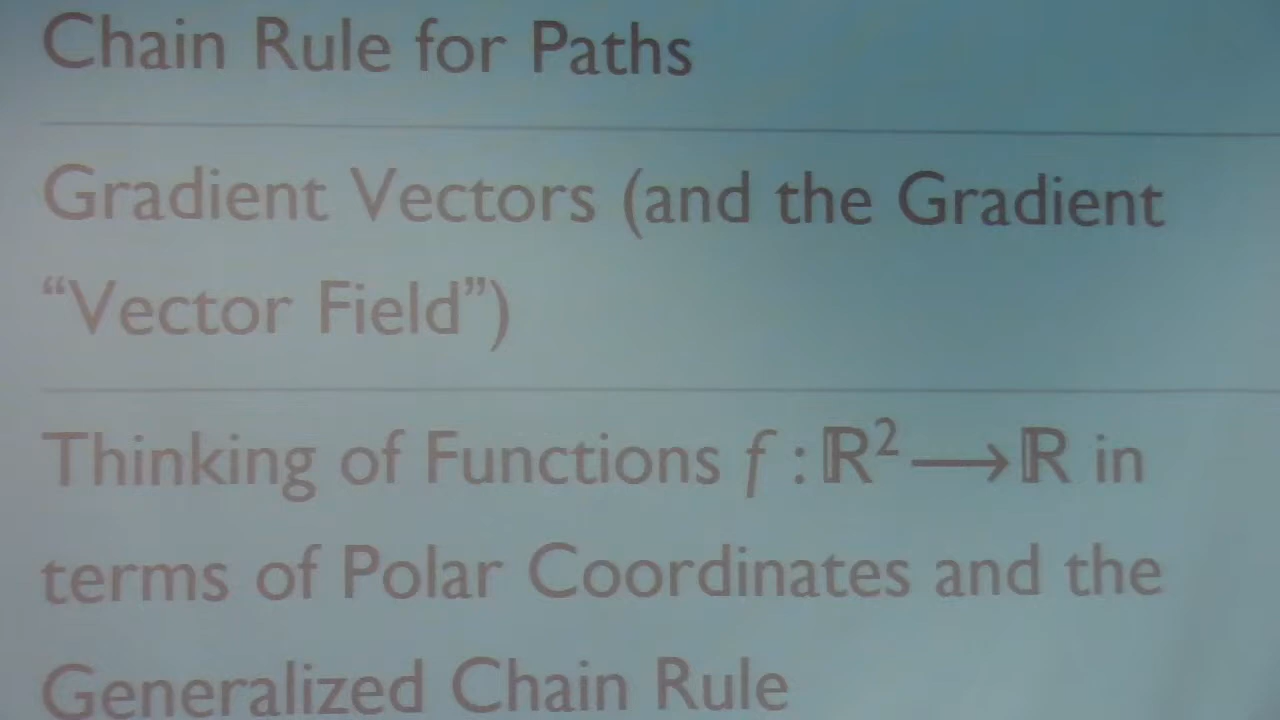 Chain Rule for Paths
Gradient Vectors (and the Gradient
“Vector Field”)
Thinking of Functions f : ℝ² ⟶ ℝ in
terms of Polar Coordinates and the
Generalized Chain Rule